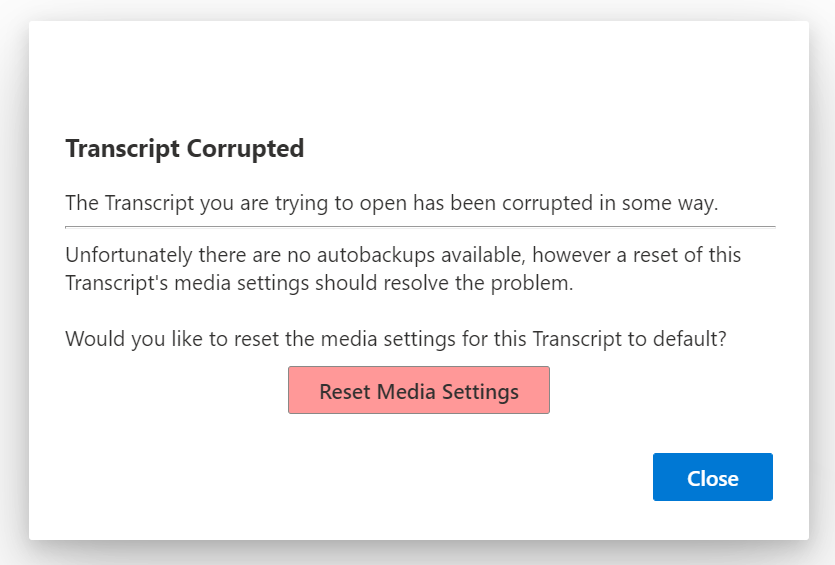 Transcript Corrupted
The Transcript you are trying to open has been corrupted in some way.
Unfortunately there are no autobackups available, however a reset of this
Transcript's media settings should resolve the problem.
Would you like to reset the media settings for this Transcript to default?
Reset Media Settings
Close